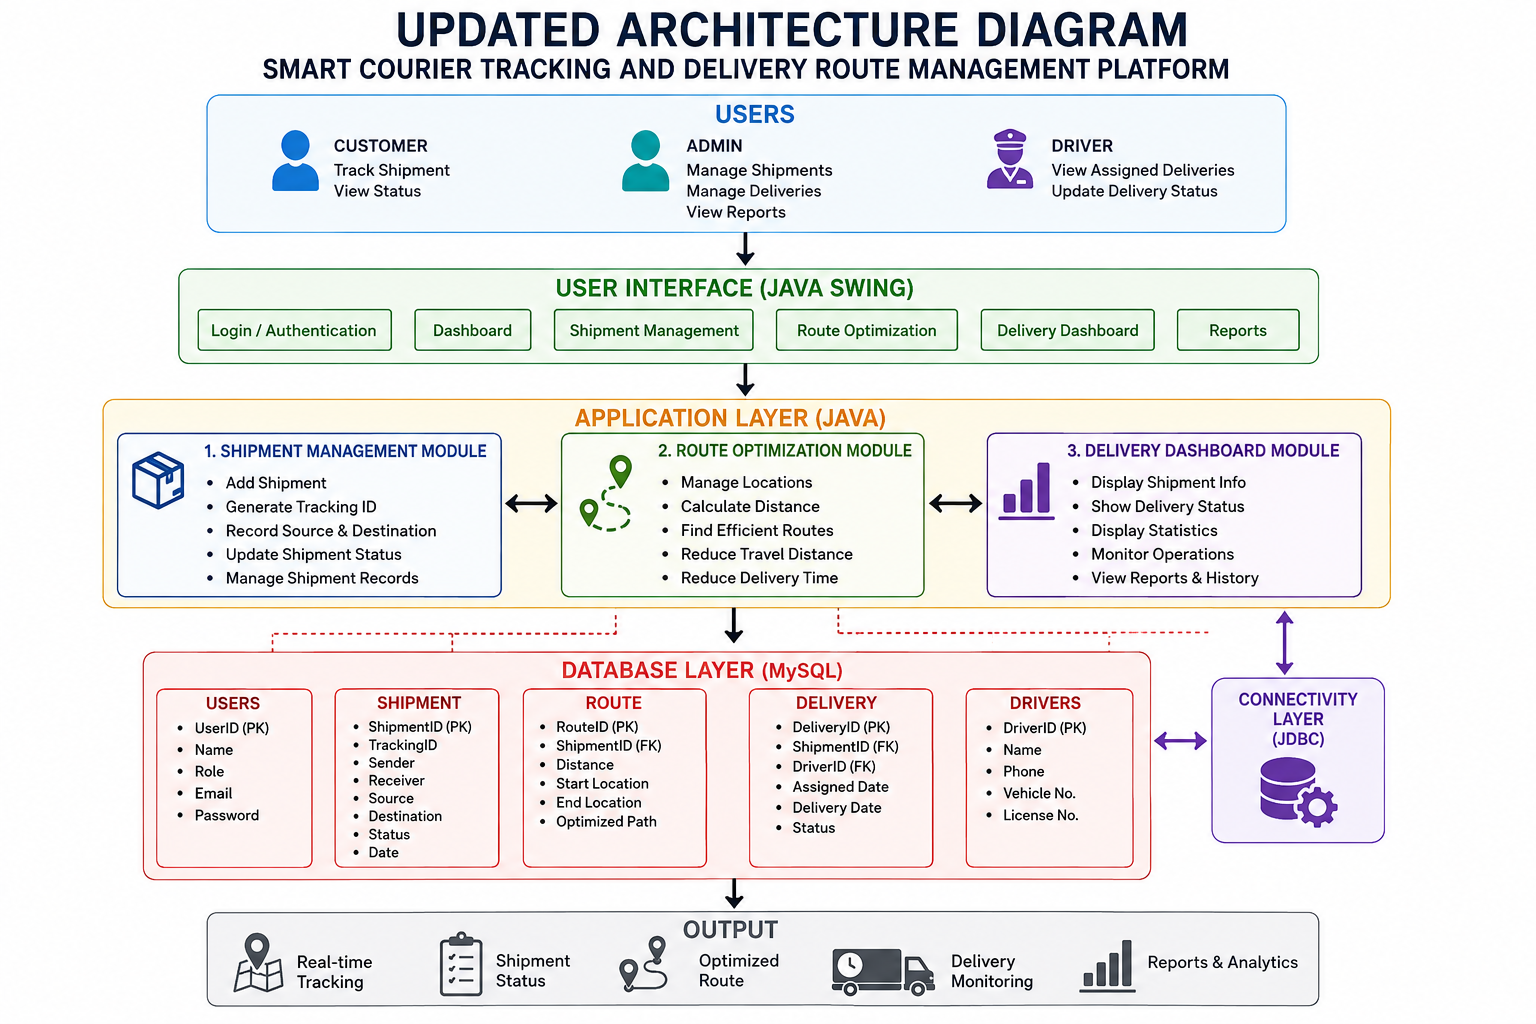 UPDATED ARCHITECTURE DIAGRAM
SMART COURIER TRACKING AND DELIVERY ROUTE MANAGEMENT PLATFORM
USERS
CUSTOMER
Track Shipment
View Status
ADMIN
Manage Shipments
Manage Deliveries
View Reports
DRIVER
View Assigned Deliveries
Update Delivery Status
USER INTERFACE (JAVA SWING)
Login / Authentication
Dashboard
Shipment Management
Route Optimization
Delivery Dashboard
Reports
APPLICATION LAYER (JAVA)
1. SHIPMENT MANAGEMENT MODULE
• Add Shipment
• Generate Tracking ID
• Record Source & Destination
• Update Shipment Status
• Manage Shipment Records
2. ROUTE OPTIMIZATION MODULE
• Manage Locations
• Calculate Distance
• Find Efficient Routes
• Reduce Travel Distance
• Reduce Delivery Time
3. DELIVERY DASHBOARD MODULE
• Display Shipment Info
• Show Delivery Status
• Display Statistics
• Monitor Operations
• View Reports & History
DATABASE LAYER (MySQL)
USERS
• UserID (PK)
• Name
• Role
• Email
• Password
SHIPMENT
• ShipmentID (PK)
• TrackingID
• Sender
• Receiver
• Source
• Destination
• Status
• Date
ROUTE
• RouteID (PK)
• ShipmentID (FK)
• Distance
• Start Location
• End Location
• Optimized Path
DELIVERY
• DeliveryID (PK)
• ShipmentID (FK)
• DriverID (FK)
• Assigned Date
• Delivery Date
• Status
DRIVERS
• DriverID (PK)
• Name
• Phone
• Vehicle No.
• License No.
CONNECTIVITY
LAYER
(JDBC)
OUTPUT
Real-time
Tracking
Shipment
Status
Optimized
Route
Delivery
Monitoring
Reports & Analytics